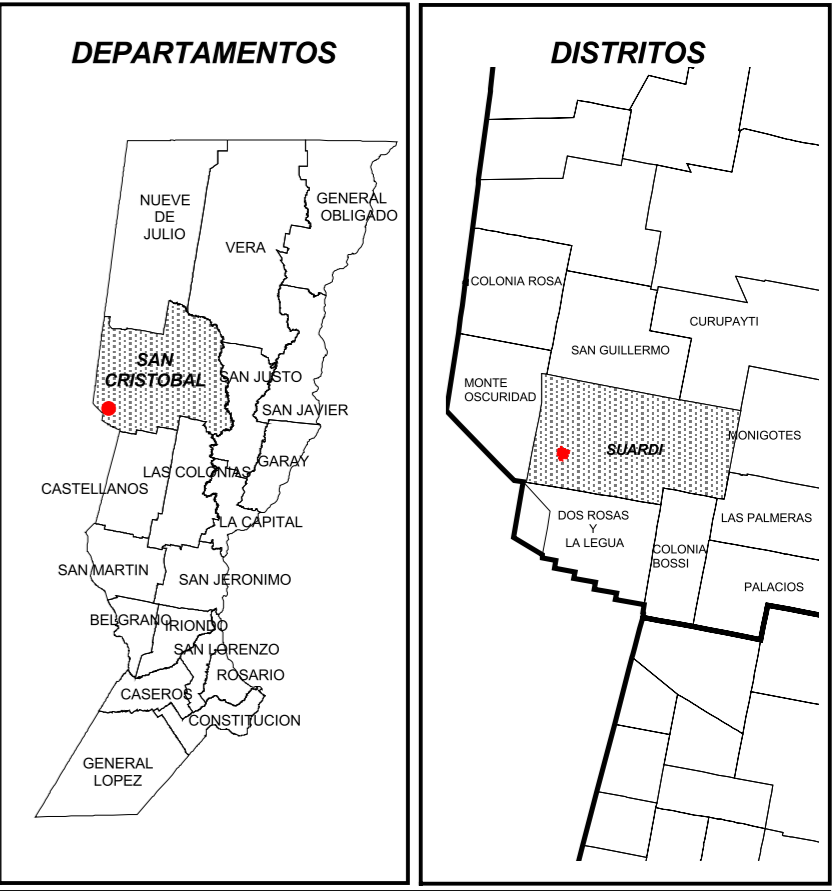 DEPARTAMENTOS
NUEVE
DE
JULIO
GENERAL
OBLIGADO
VERA
SAN
CRISTOBAL
SAN JUSTO
SAN JAVIER
LAS COLONIAS
GARAY
CASTELLANOS
LA CAPITAL
SAN MARTIN
SAN JERONIMO
BELGRANO
IRIONDO
SAN LORENZO
ROSARIO
CASEROS
CONSTITUCION
GENERAL
LOPEZ
DISTRITOS
COLONIA ROSA
CURUPAYTI
SAN GUILLERMO
MONTE
OSCURIDAD
MONIGOTES
SUARDI
DOS ROSAS
Y
LA LEGUA
LAS PALMERAS
COLONIA
BOSSI
PALACIOS